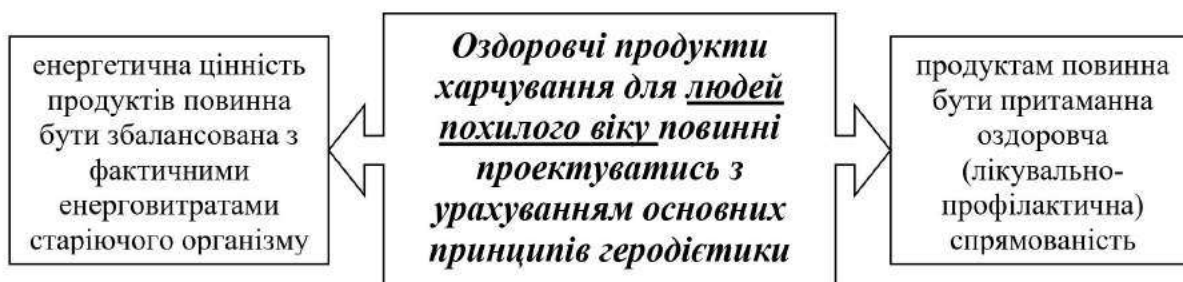 енергетична цінність
продуктів повинна
бути збалансована з
фактичними
енерговитратами
старіючого організму
Оздоровчі продукти
харчування для людей
похилого віку повинні
проектуватись з
урахуванням основних
принципів геродієтики
продуктам повинна
бути притаманна
оздоровча
(лікувально-
профілактична)
спрямованість